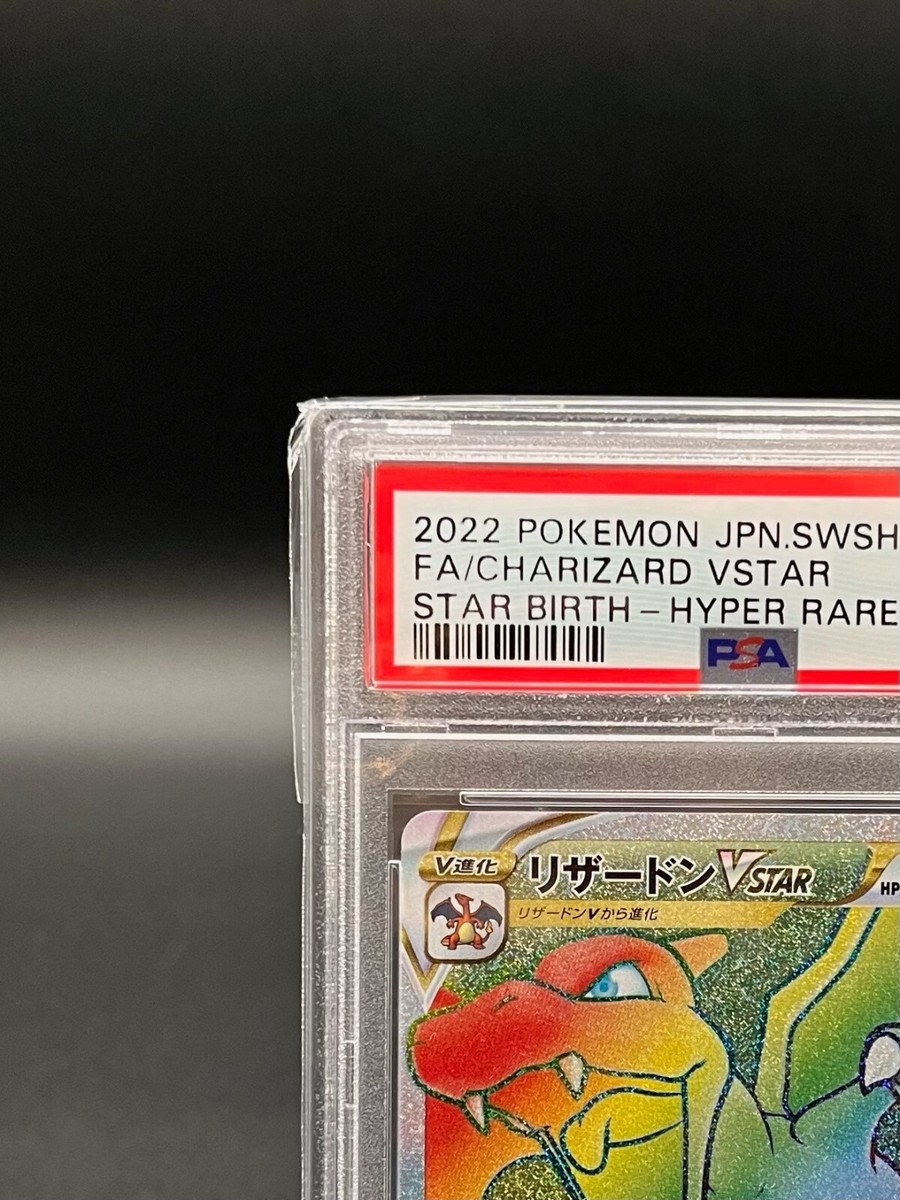 2022 POKEMON JPN.SWSH
FA/CHARIZARD VSTAR
STAR BIRTH-HYPER RARE
PSA
V進化
リザードンVSTAR
HP
リザードンVから進化